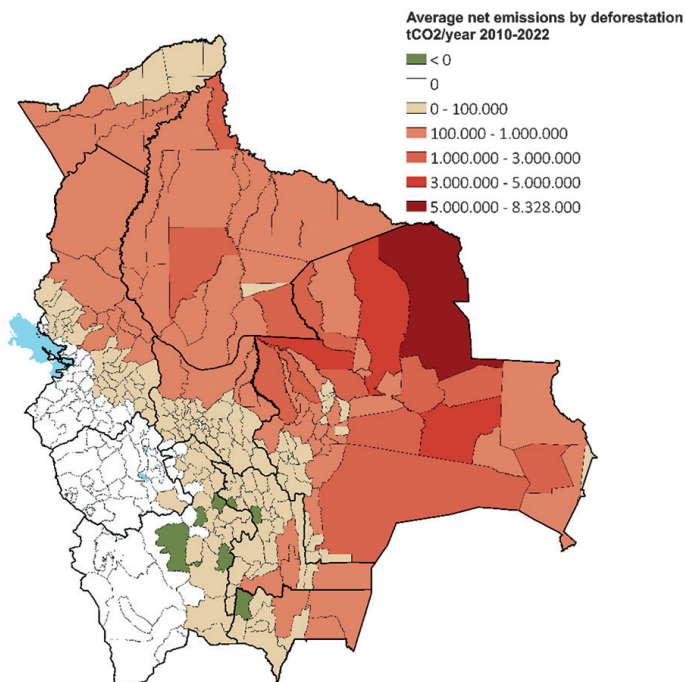 Average net emissions by deforestation
tCO2/year 2010-2022
< 0
0
0 - 100.000
100.000 - 1.000.000
1.000.000 - 3.000.000
3.000.000 - 5.000.000
5.000.000 - 8.328.000